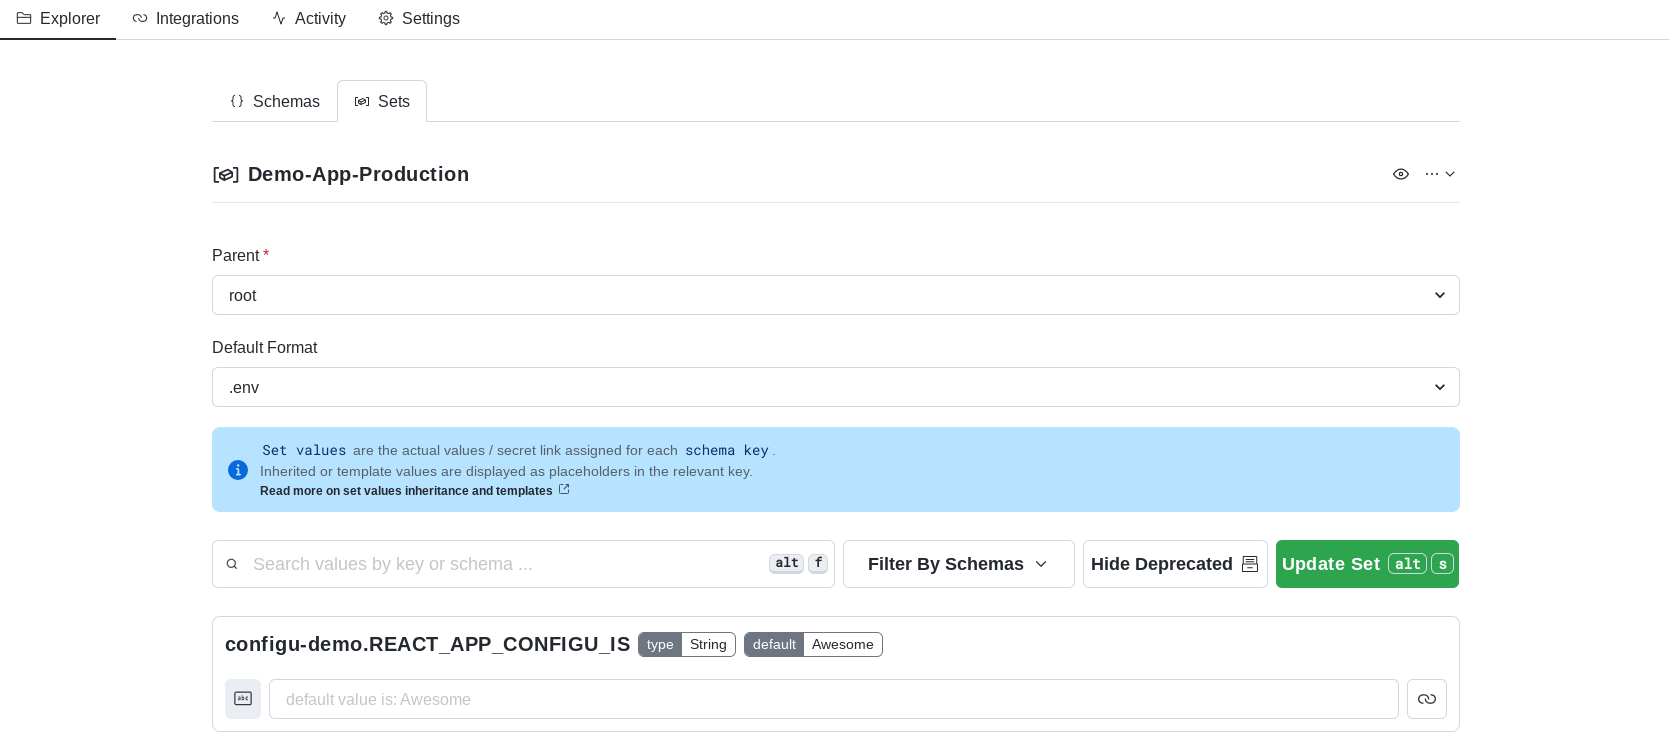 Explorer Integrations Activity Settings
Schemas Sets
Demo-App-Production
Parent *
root
Default Format
.env
Set values are the actual values / secret link assigned for each schema key.
Inherited or template values are displayed as placeholders in the relevant key.
Read more on set values inheritance and templates
Search values by key or schema ... alt f Filter By Schemas Hide Deprecated Update Set alt s
configu-demo.REACT_APP_CONFIGU_IS type String default Awesome
abc default value is: Awesome